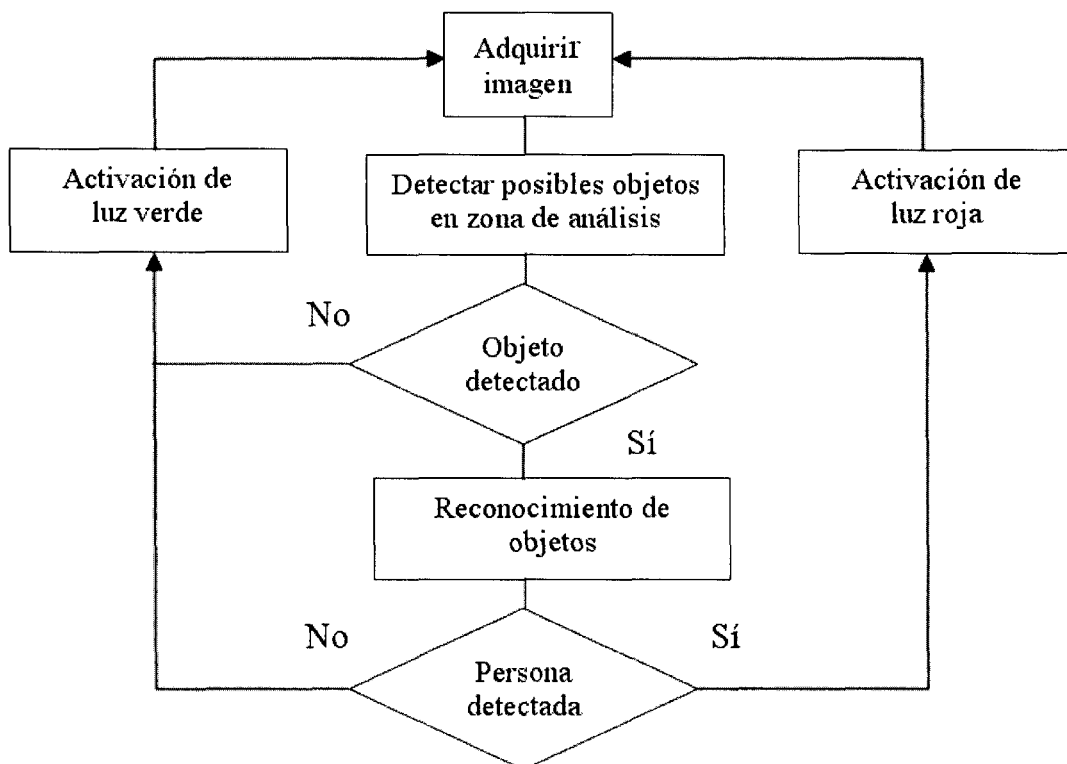 Adquirir
imagen
Activación de
luz verde
Detectar posibles objetos
en zona de análisis
Activación de
luz roja
No
Objeto
detectado
Sí
Reconocimiento de
objetos
No
Sí
Persona
detectada